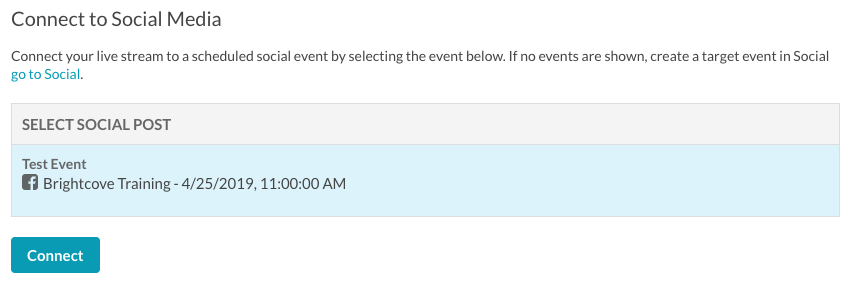 Connect to Social Media
Connect your live stream to a scheduled social event by selecting the event below. If no events are shown, create a target event in Social
go to Social.
SELECT SOCIAL POST
Test Event
Brightcove Training - 4/25/2019, 11:00:00 AM
Connect